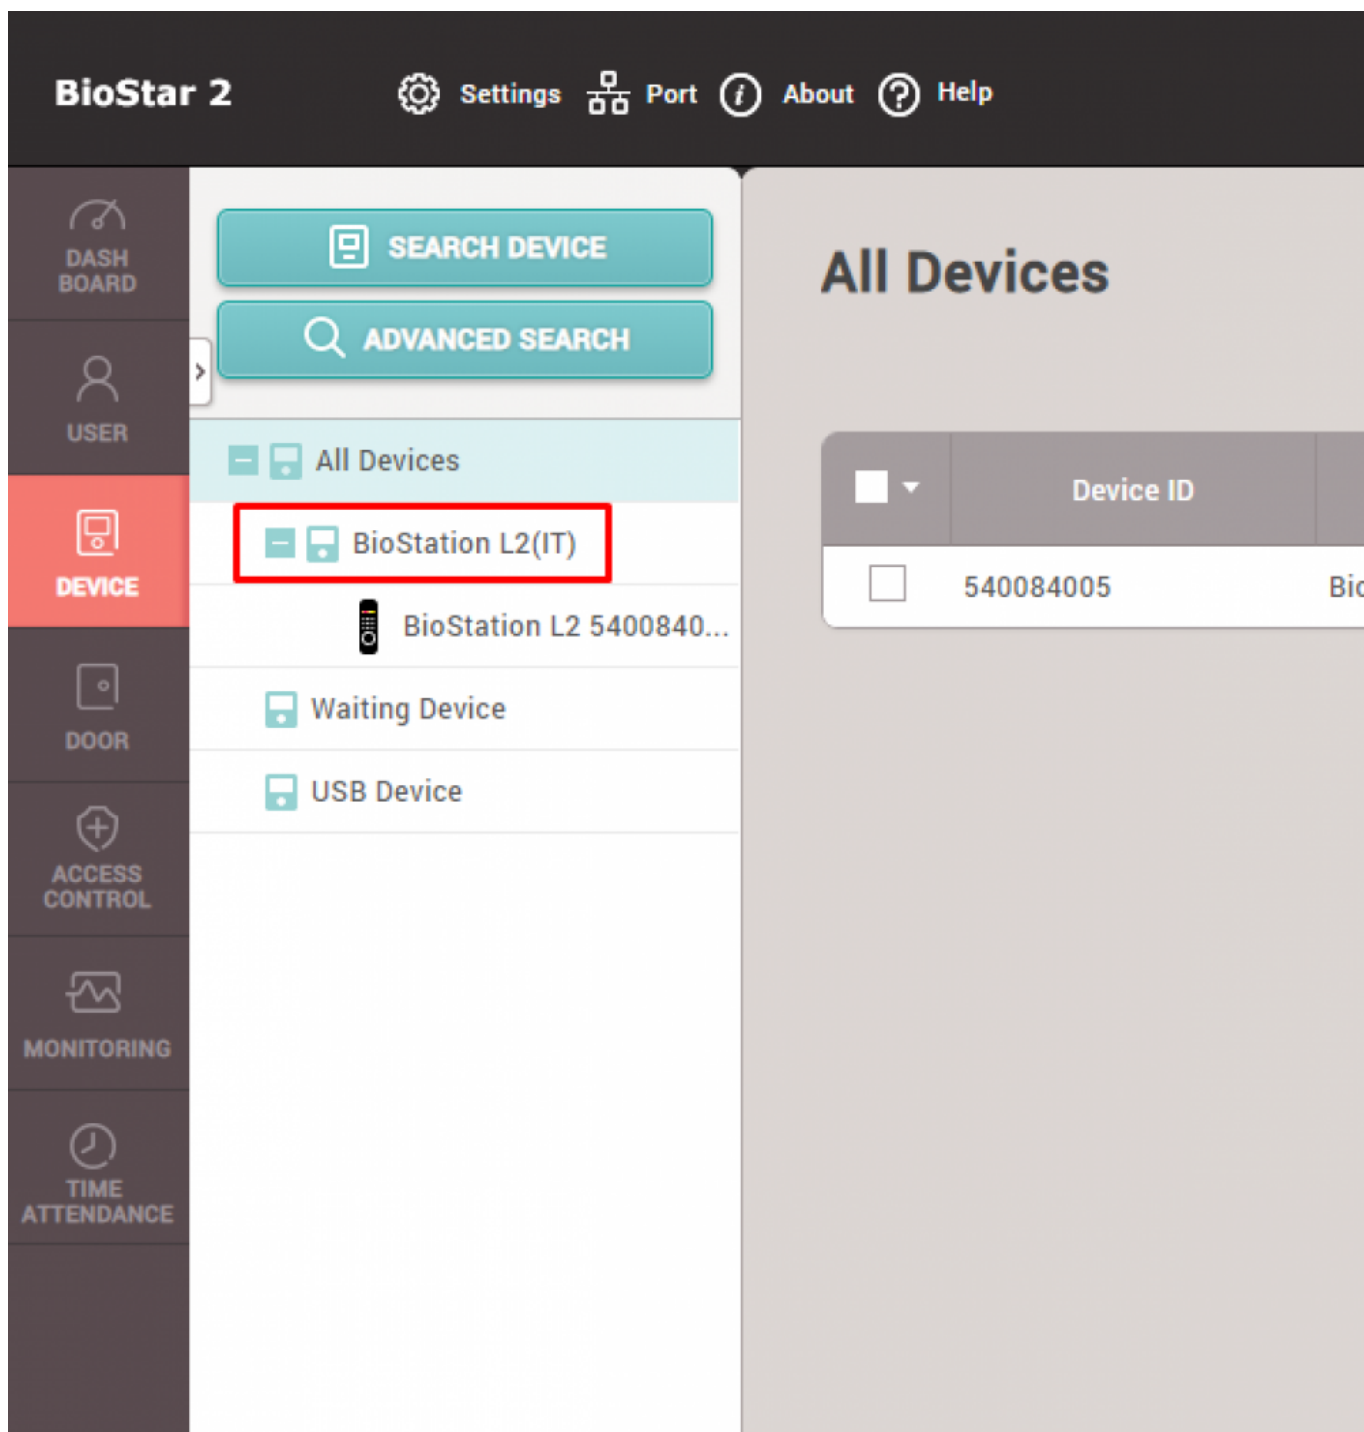 BioStar 2
Settings
Port
About
Help
DASH
BOARD
USER
DEVICE
DOOR
ACCESS
CONTROL
MONITORING
TIME
ATTENDANCE
SEARCH DEVICE
ADVANCED SEARCH
All Devices
BioStation L2(IT)
BioStation L2 5400840...
Waiting Device
USB Device
All Devices
Device ID
540084005